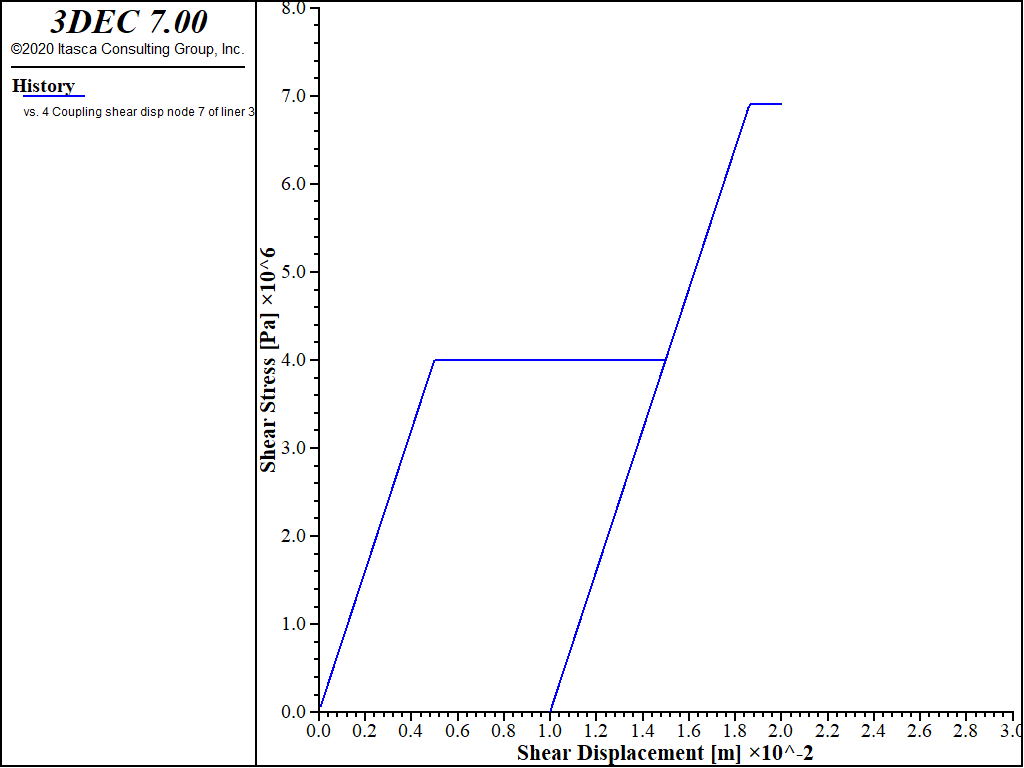 3DEC 7.00
©2020 Itasca Consulting Group, Inc.
History
vs. 4 Coupling shear disp node 7 of liner 3
8.0
7.0
6.0
5.0
4.0
3.0
2.0
1.0
0.0
Shear Stress [Pa] ×10^6
0.0 0.2 0.4 0.6 0.8 1.0 1.2 1.4 1.6 1.8 2.0 2.2 2.4 2.6 2.8 3.0
Shear Displacement [m] ×10^-2